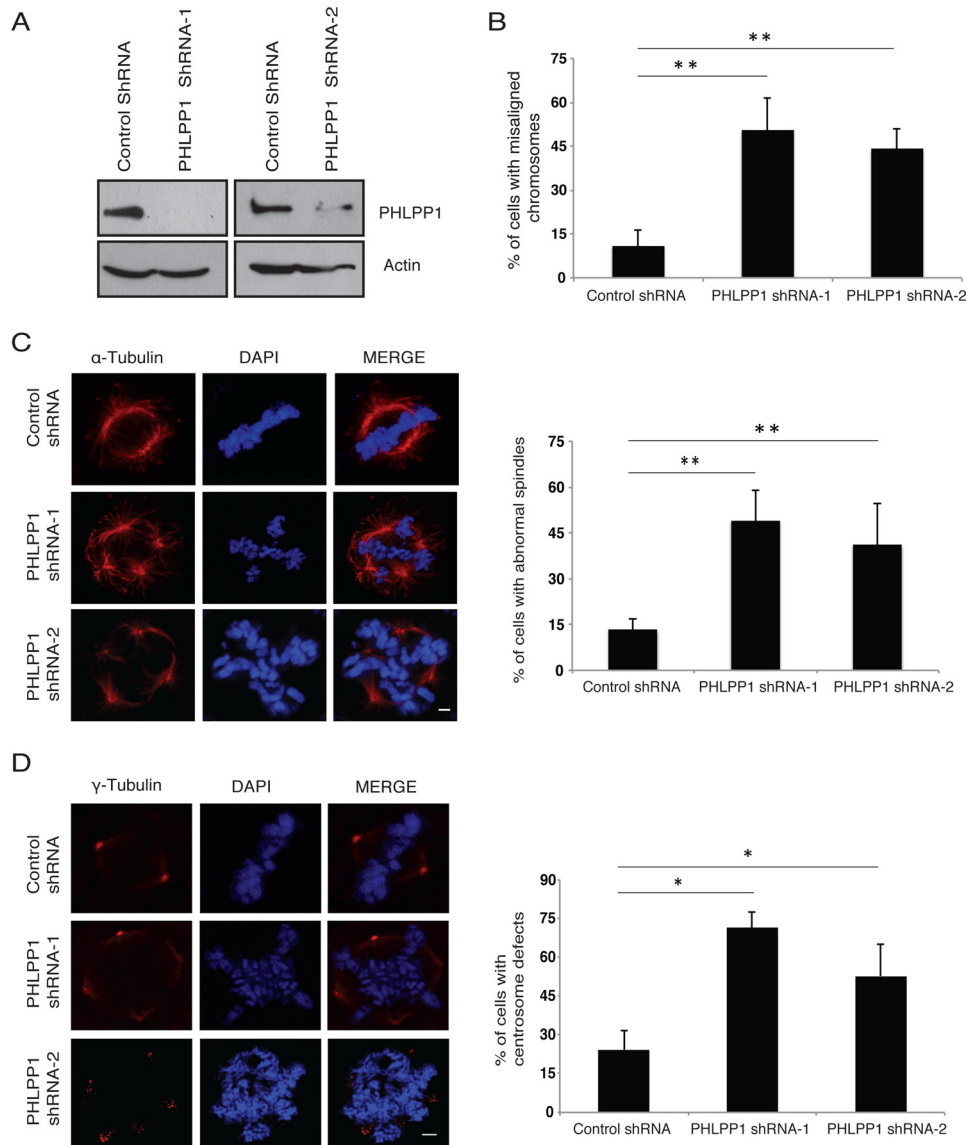 A
Control ShRNA
PHLPP1 ShRNA-1
Control ShRNA
PHLPP1 ShRNA-2
PHLPP1
Actin
B
% of cells with misaligned
chromosomes
**
**
75
60
45
30
15
0
Control shRNA
PHLPP1 shRNA-1
PHLPP1 shRNA-2
C
α-Tubulin
DAPI
MERGE
Control
shRNA
PHLPP1
shRNA-1
PHLPP1
shRNA-2
% of cells with abnormal spindles
**
**
75
60
45
30
15
0
Control shRNA
PHLPP1 shRNA-1
PHLPP1 shRNA-2
D
γ-Tubulin
DAPI
MERGE
Control
shRNA
PHLPP1
shRNA-1
PHLPP1
shRNA-2
% of cells with
centrosome defects
*
*
90
75
60
45
30
15
0
Control shRNA
PHLPP1 shRNA-1
PHLPP1 shRNA-2